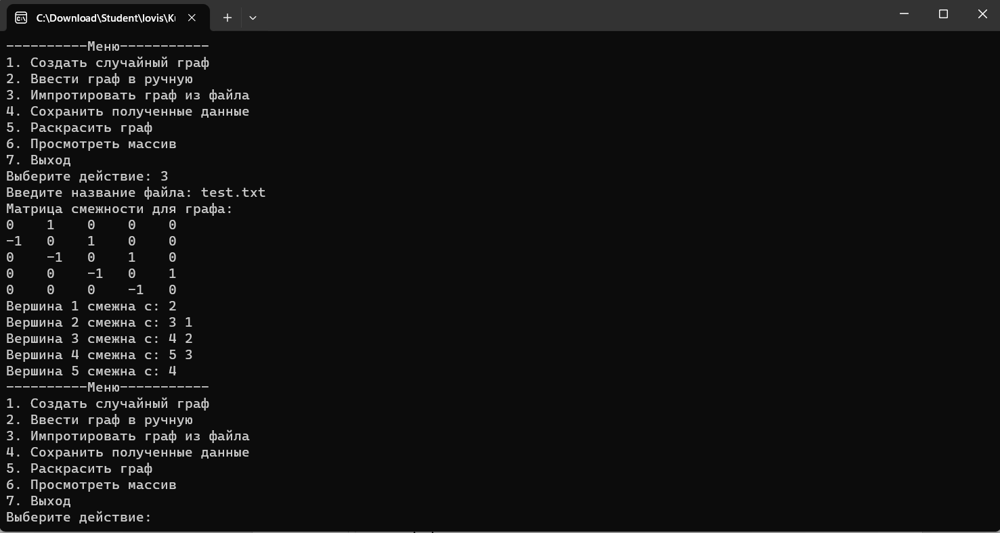 C:\Download\Student\lovis\Kı
----------Меню-----------
1. Создать случайный граф
2. Ввести граф в ручную
3. Импротировать граф из файла
4. Сохранить полученные данные
5. Раскрасить граф
6. Просмотреть массив
7. Выход
Выберите действие: 3
Введите название файла: test.txt
Матрица смежности для графа:
0 1 0 0 0
-1 0 1 0 0
0 -1 0 1 0
0 0 -1 0 1
0 0 0 -1 0
Вершина 1 смежна с: 2
Вершина 2 смежна с: 3 1
Вершина 3 смежна с: 4 2
Вершина 4 смежна с: 5 3
Вершина 5 смежна с: 4
----------Меню-----------
1. Создать случайный граф
2. Ввести граф в ручную
3. Импротировать граф из файла
4. Сохранить полученные данные
5. Раскрасить граф
6. Просмотреть массив
7. Выход
Выберите действие: